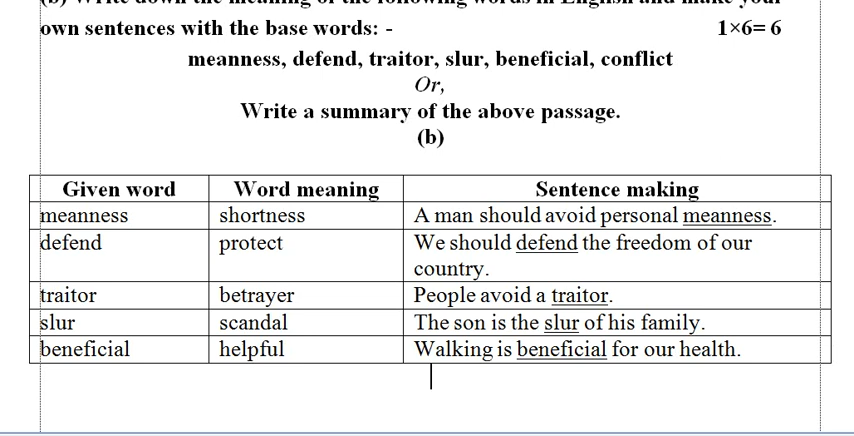 own sentences with the base words: - 1×6= 6
meanness, defend, traitor, slur, beneficial, conflict
Or,
Write a summary of the above passage.
(b)
Given word Word meaning Sentence making
meanness shortness A man should avoid personal meanness.
defend protect We should defend the freedom of our
country.
traitor betrayer People avoid a traitor.
slur scandal The son is the slur of his family.
beneficial helpful Walking is beneficial for our health.